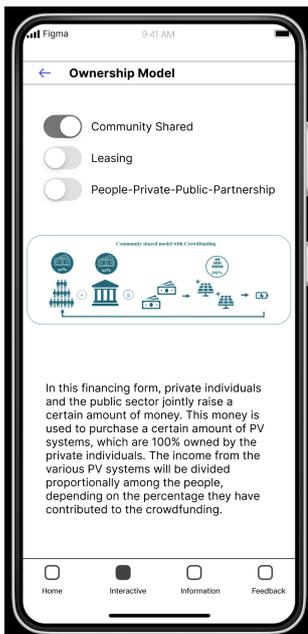 Figma
9:41 AM
Ownership Model
Community Shared
Leasing
People-Private-Public-Partnership
Community shared model with Crowdfunding
xx%
xx%
100%
In this financing form, private individuals
and the public sector jointly raise a
certain amount of money. This money is
used to purchase a certain amount of PV
systems, which are 100% owned by the
private individuals. The income from the
various PV systems will be divided
proportionally among the people,
depending on the percentage they have
contributed to the crowdfunding.
Home
Interactive
Information
Feedback